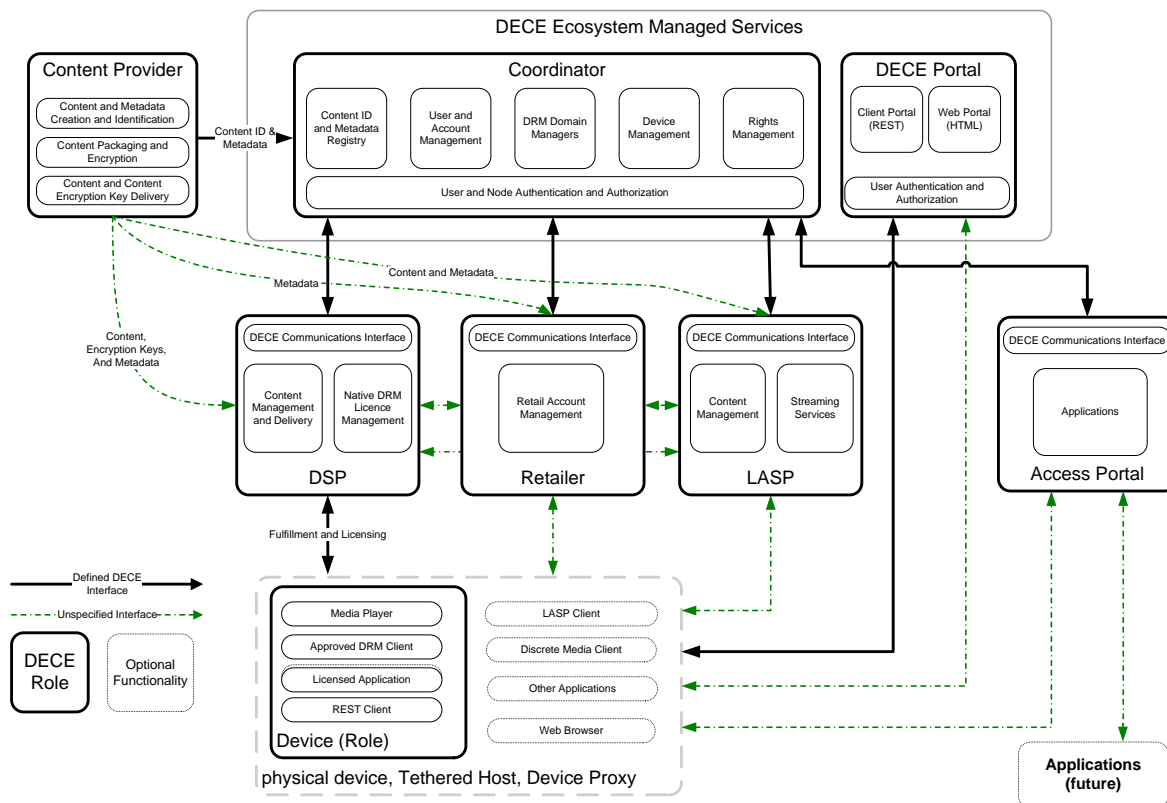 DECE Ecosystem Managed Services
Content Provider
Content and Metadata
Creation and Identification
Content Packaging and
Encryption
Content and Content
Encryption Key Delivery
Content ID &
Metadata
Coordinator
Content ID
and Metadata
Registry
User and
Account
Management
DRM Domain
Managers
Device
Management
Rights
Management
User and Node Authentication and Authorization
DECE Portal
Client Portal
(REST)
Web Portal
(HTML)
User Authentication and
Authorization
Content and Metadata
Metadata
Content,
Encryption Keys,
And Metadata
DECE Communications Interface
Content
Management
and Delivery
Native DRM
Licence
Management
DSP
DECE Communications Interface
Retail Account
Management
Retailer
DECE Communications Interface
Content
Management
Streaming
Services
LASP
DECE Communications Interface
Applications
Access Portal
Fulfillment and Licensing
Defined DECE
Interface
Unspecified Interface
DECE
Role
Optional
Functionality
Media Player
Approved DRM Client
Licensed Application
REST Client
Device (Role)
LASP Client
Discrete Media Client
Other Applications
Web Browser
physical device, Tethered Host, Device Proxy
Applications
(future)